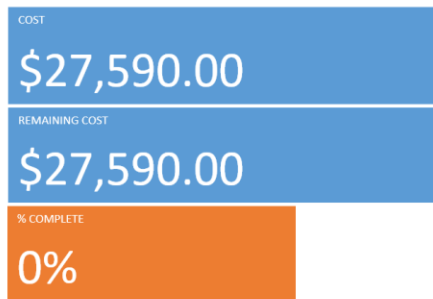 COST
$27,590.00
REMAINING COST
$27,590.00
% COMPLETE
0%